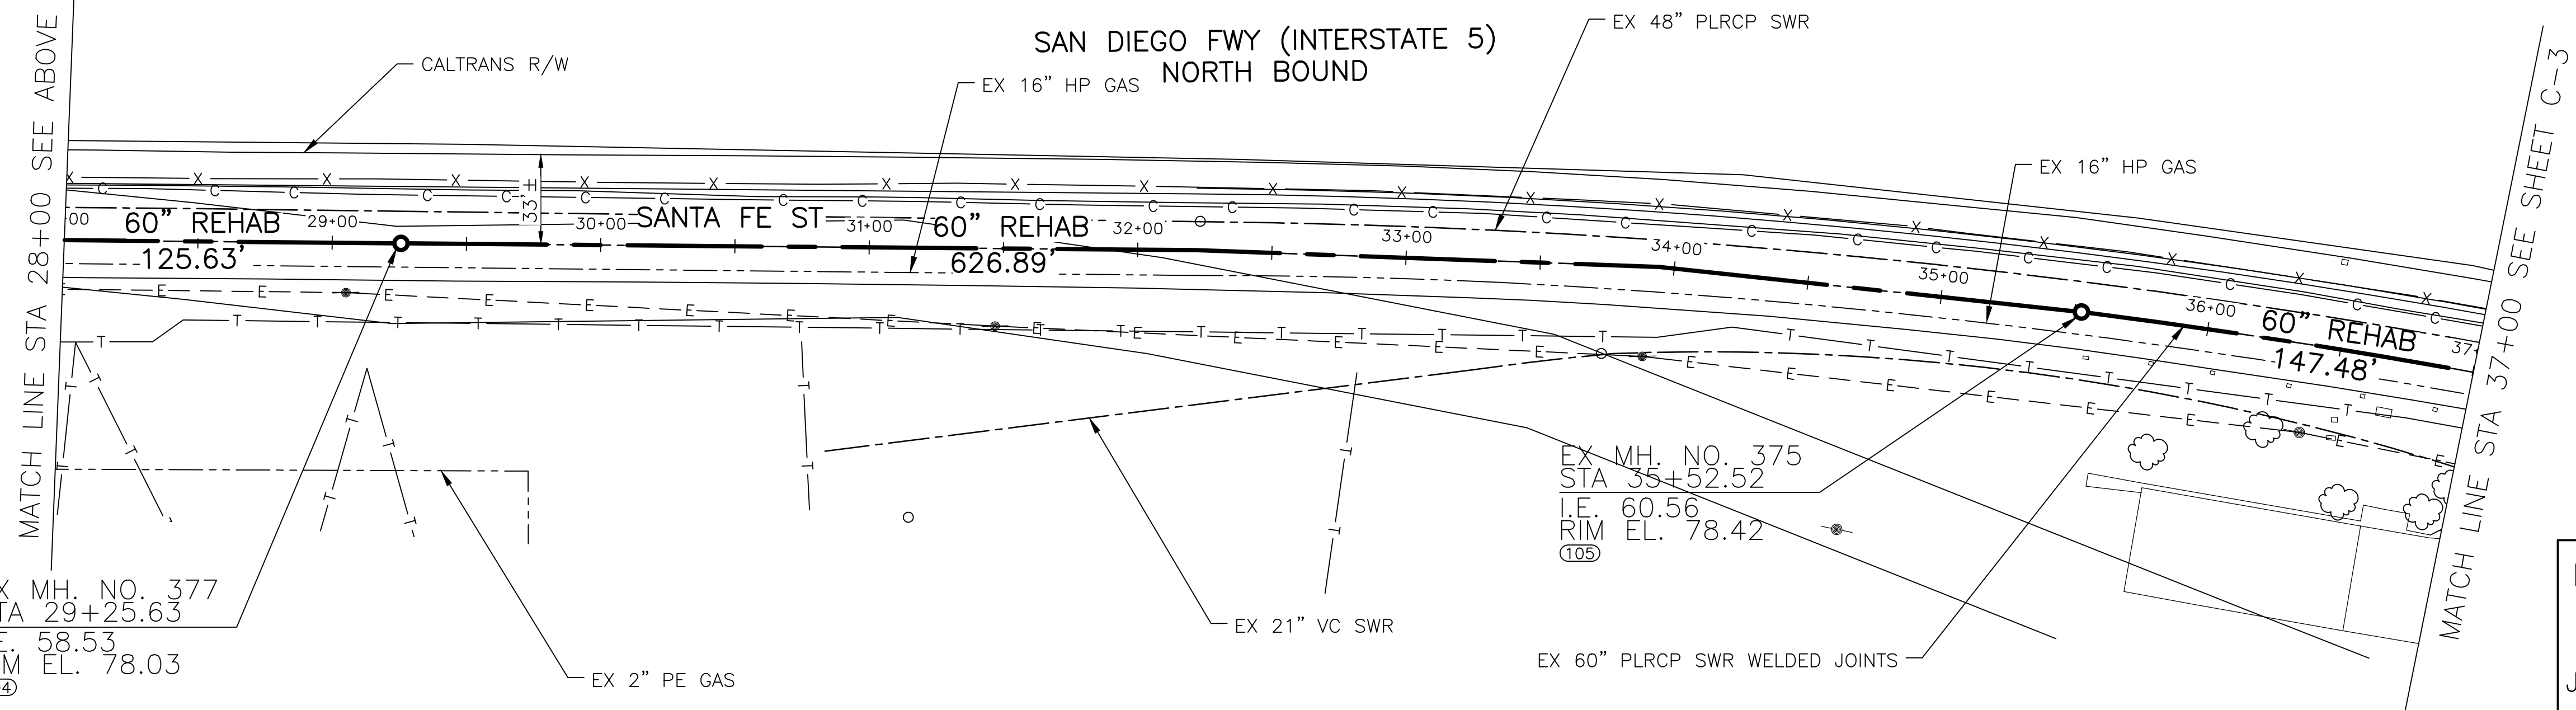 MATCH LINE STA 28+00 SEE ABOVE
CALTRANS R/W
SAN DIEGO FWY (INTERSTATE 5)
NORTH BOUND
EX 16" HP GAS
EX 48" PLRCP SWR
EX 16" HP GAS
MATCH LINE STA 37+00 SEE SHEET C-3
33'±
00
60" REHAB
125.63'
29+00
30+00
SANTA FE ST
31+00
60" REHAB
626.89'
32+00
33+00
34+00
35+00
36+00
60" REHAB
147.48'
37+
EX MH. NO. 375
STA 35+52.52
I.E. 60.56
RIM EL. 78.42
105
X MH. NO. 377
TA 29+25.63
E. 58.53
M EL. 78.03
4
EX 2" PE GAS
EX 21" VC SWR
EX 60" PLRCP SWR WELDED JOINTS
J